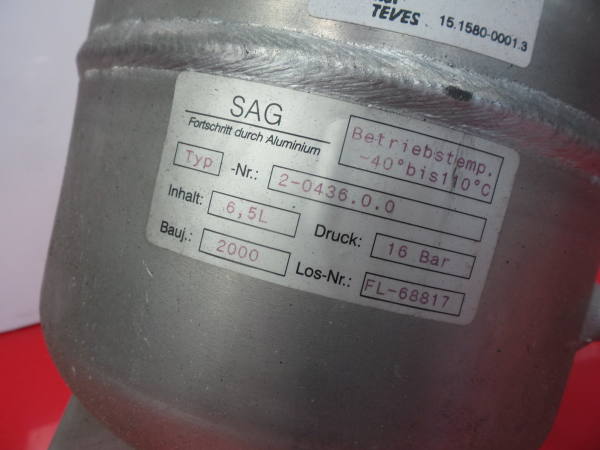 TEVES 15.1580-0001.3
SAG
Fortschritt durch Aluminium
Betriebstemp.
-40°bis110°C
Typ -Nr.: 2-0436.0.0
Inhalt: 6,5L Druck: 16 Bar
Bauj.: 2000 Los-Nr.: FL-68817